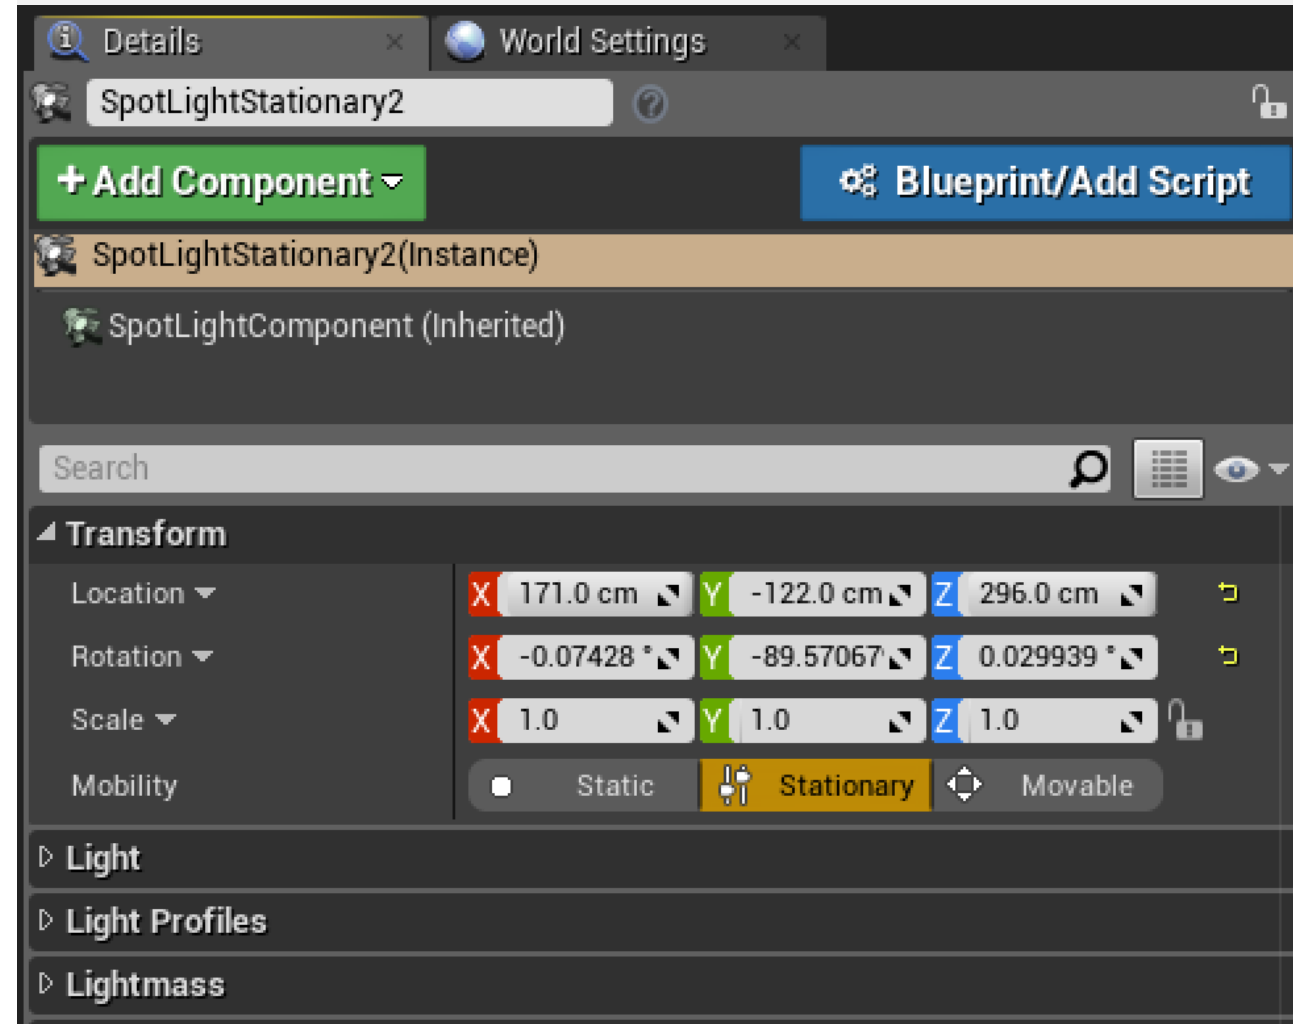 Details World Settings
SpotLightStationary2
+ Add Component Blueprint/Add Script
SpotLightStationary2(Instance)
SpotLightComponent (Inherited)
Search
Transform
Location X 171.0 cm Y -122.0 cm Z 296.0 cm
Rotation X -0.07428 ° Y -89.57067° Z 0.029939 °
Scale X 1.0 Y 1.0 Z 1.0
Mobility Static Stationary Movable
Light
Light Profiles
Lightmass